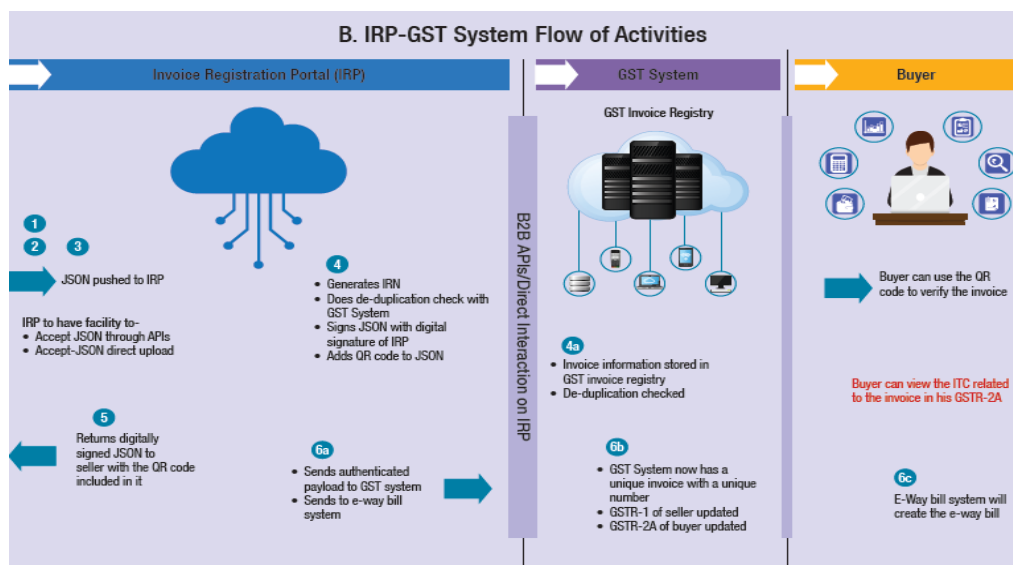 B. IRP-GST System Flow of Activities
Invoice Registration Portal (IRP)
1
2
3
JSON pushed to IRP
IRP to have facility to-
• Accept JSON through APIs
• Accept-JSON direct upload
4
• Generates IRN
• Does de-duplication check with
GST System
• Signs JSON with digital
signature of IRP
• Adds QR code to JSON
5
Returns digitally
signed JSON to
seller with the QR code
included in it
6a
• Sends authenticated
payload to GST system
• Sends to e-way bill
system
B2B APIs/Direct Interaction on IRP
GST System
GST Invoice Registry
4a
• Invoice information stored in
GST invoice registry
• De-duplication checked
6b
• GST System now has a
unique invoice with a unique
number
• GSTR-1 of seller updated
• GSTR-2A of buyer updated
Buyer
Buyer can use the QR
code to verify the invoice
Buyer can view the ITC related
to the invoice in his GSTR-2A
6c
E-Way bill system will
create the e-way bill